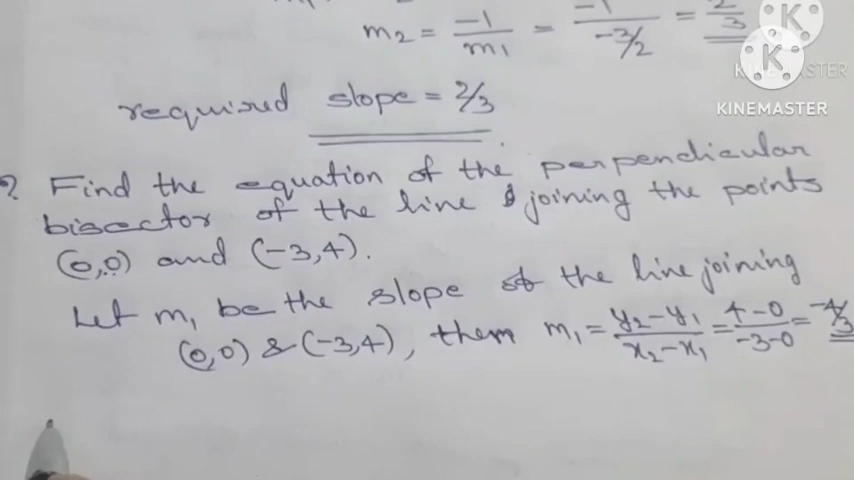 m₂ = -1/m₁ = -1/(-3/2) = 2/3
K
KINEMASTER
K
KINEMASTER
required slope = 2/3
? Find the equation of the perpendicular
bisector of the line joining the points
(0,0) and (-3,4).
Let m₁ be the slope of the line joining
(0,0) & (-3,4), them m₁ = y₂-y₁/x₂-x₁ = 4-0/-3-0 = -4/3